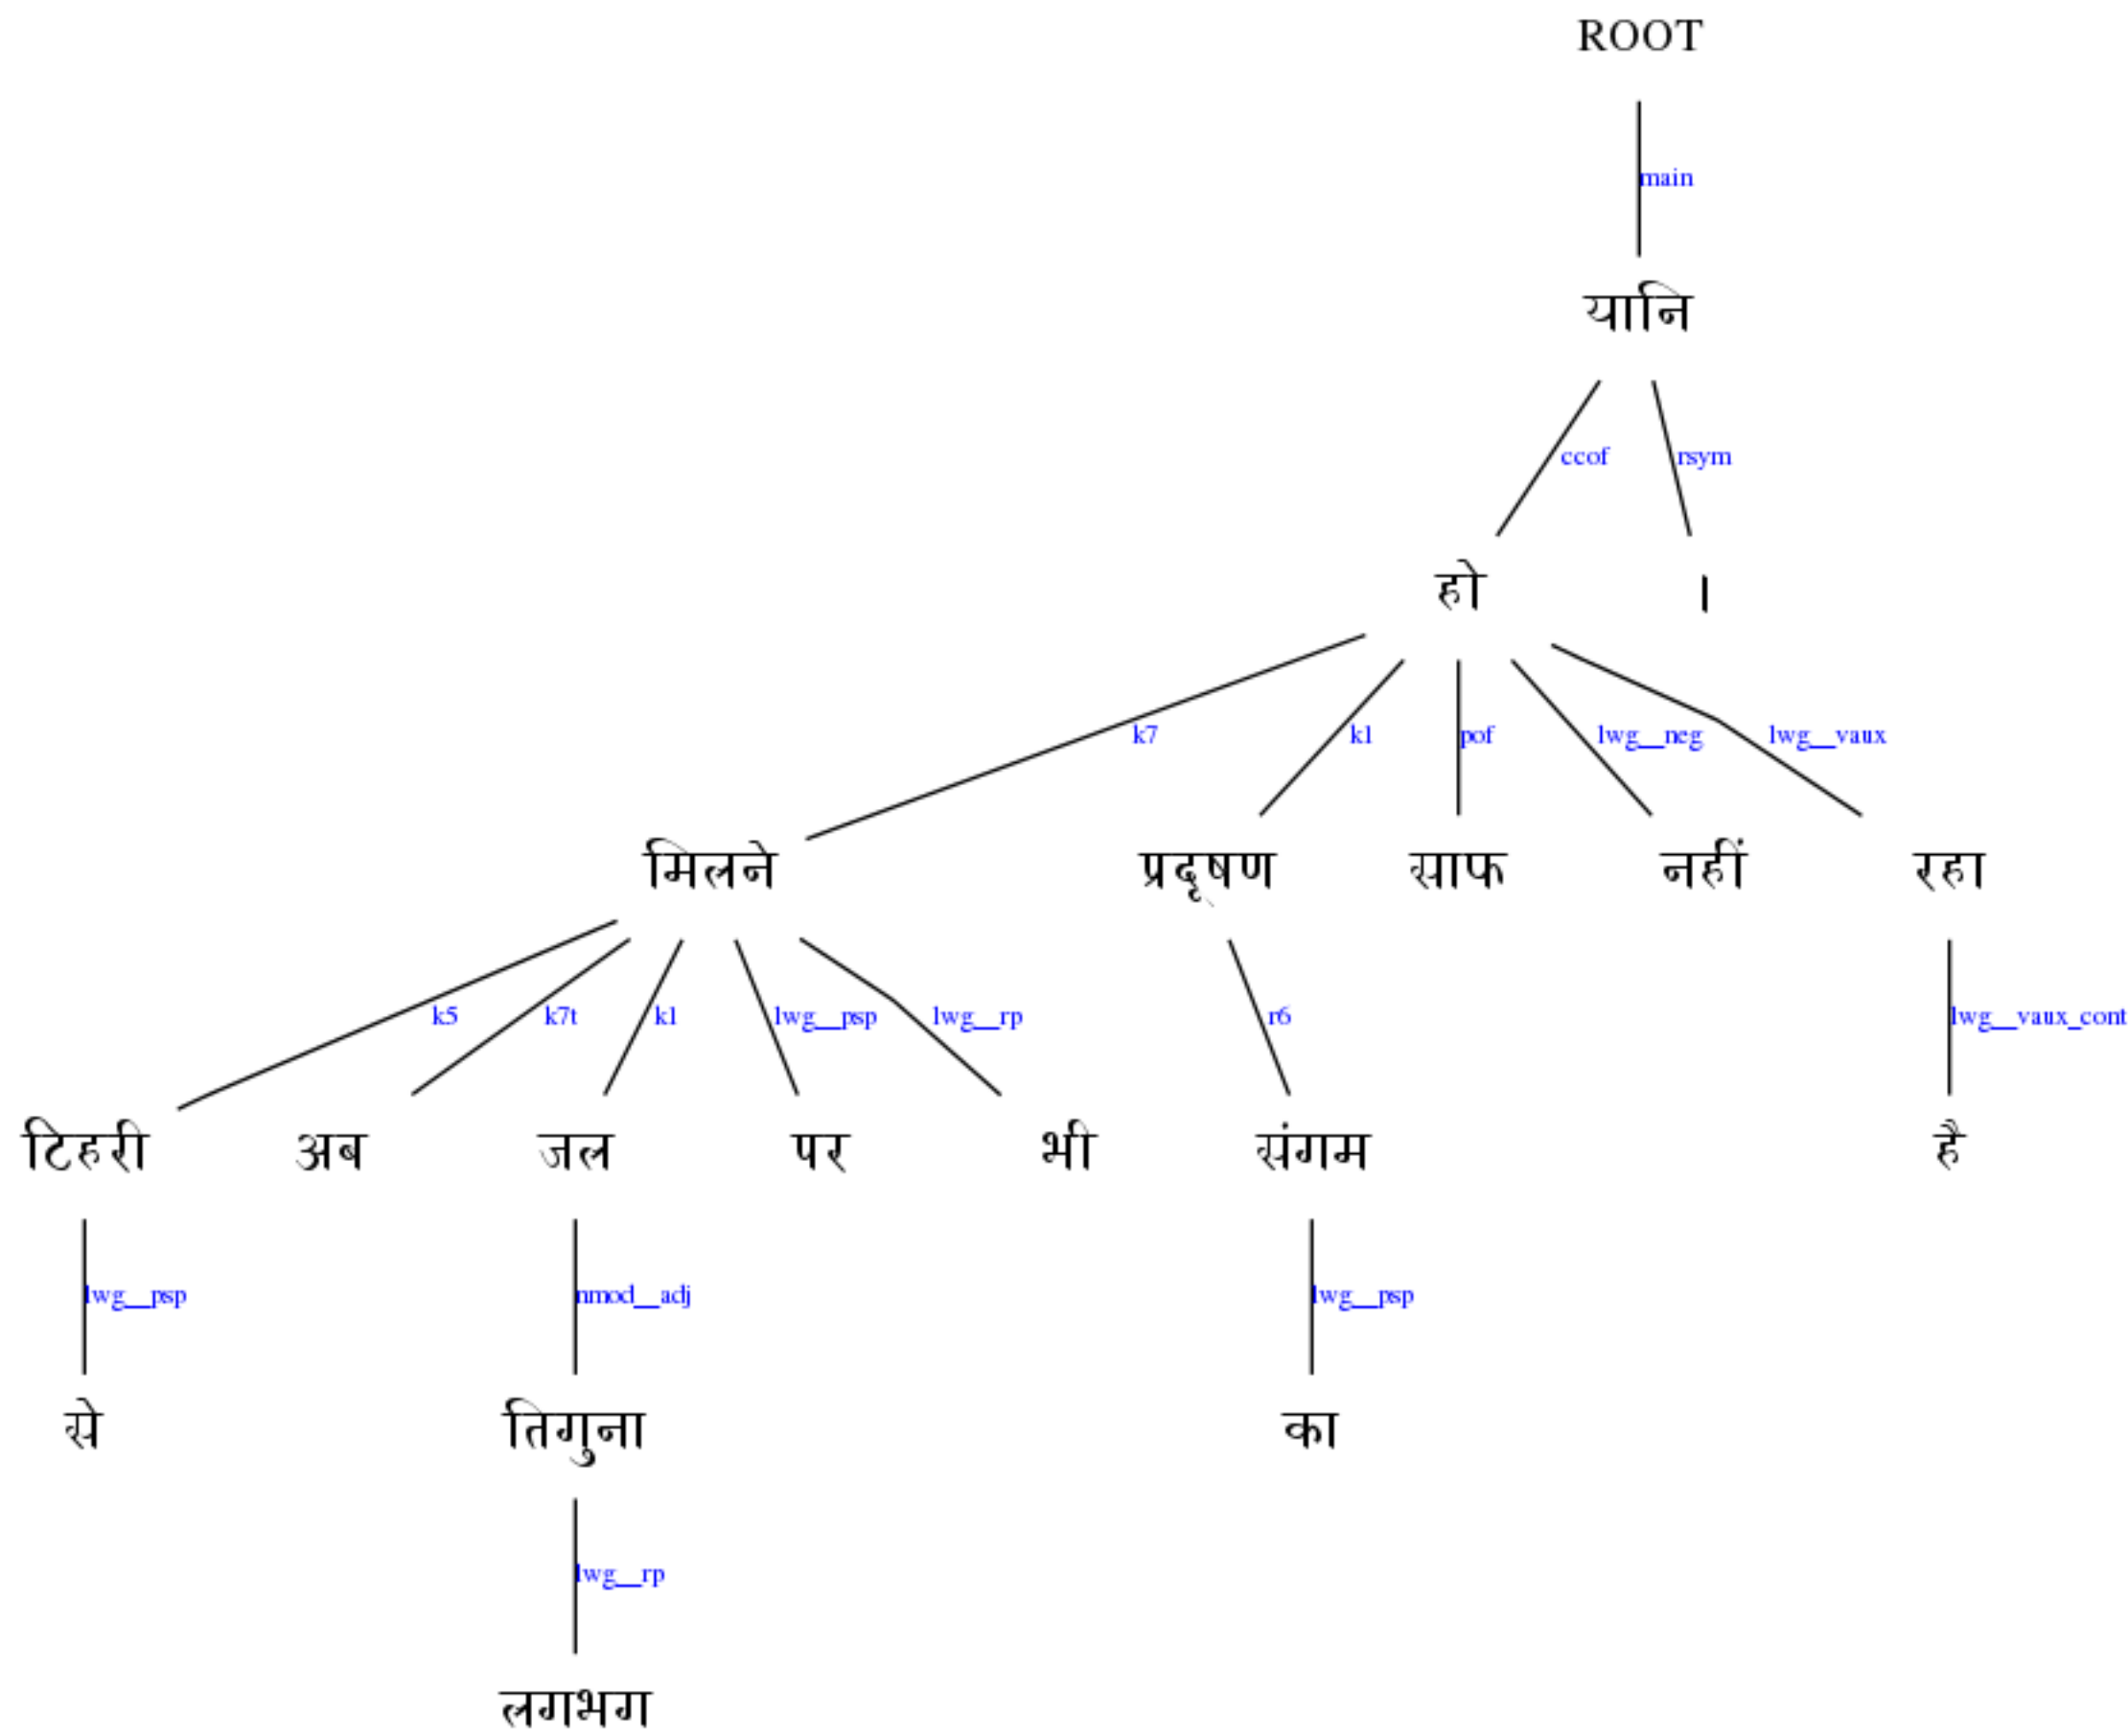 ROOT
main
यानि
ccof rsym
हो ।
k7 k1 pof lwg__neg lwg__vaux
मिलने प्रदूषण साफ नहीं रहा
k5 k7t k1 lwg__psp lwg__rp r6 lwg__vaux_cont
टिहरी अब जल पर भी संगम है
lwg__psp nmod__adj lwg__psp
से तिगुना का
lwg__rp
लगभग